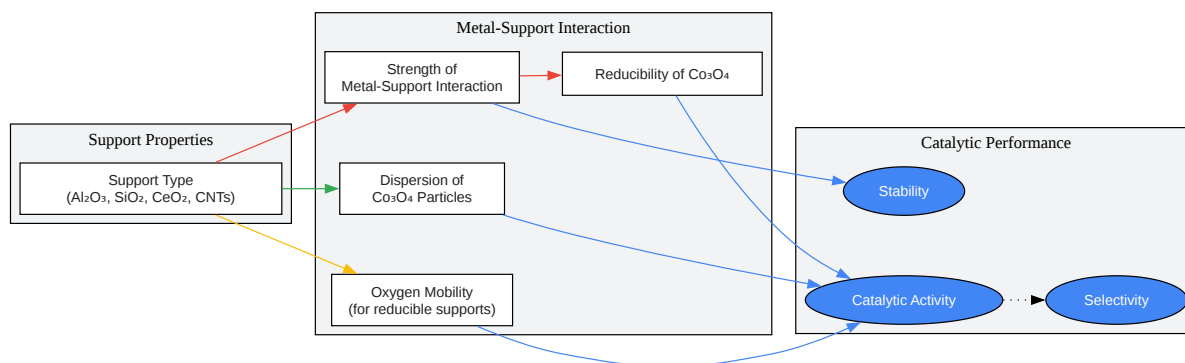 Metal-Support Interaction
Strength of
Metal-Support Interaction
Reducibility of Co₃O₄
Support Properties
Support Type
(Al₂O₃, SiO₂, CeO₂, CNTs)
Dispersion of
Co₃O₄ Particles
Oxygen Mobility
(for reducible supports)
Catalytic Performance
Stability
Catalytic Activity
Selectivity